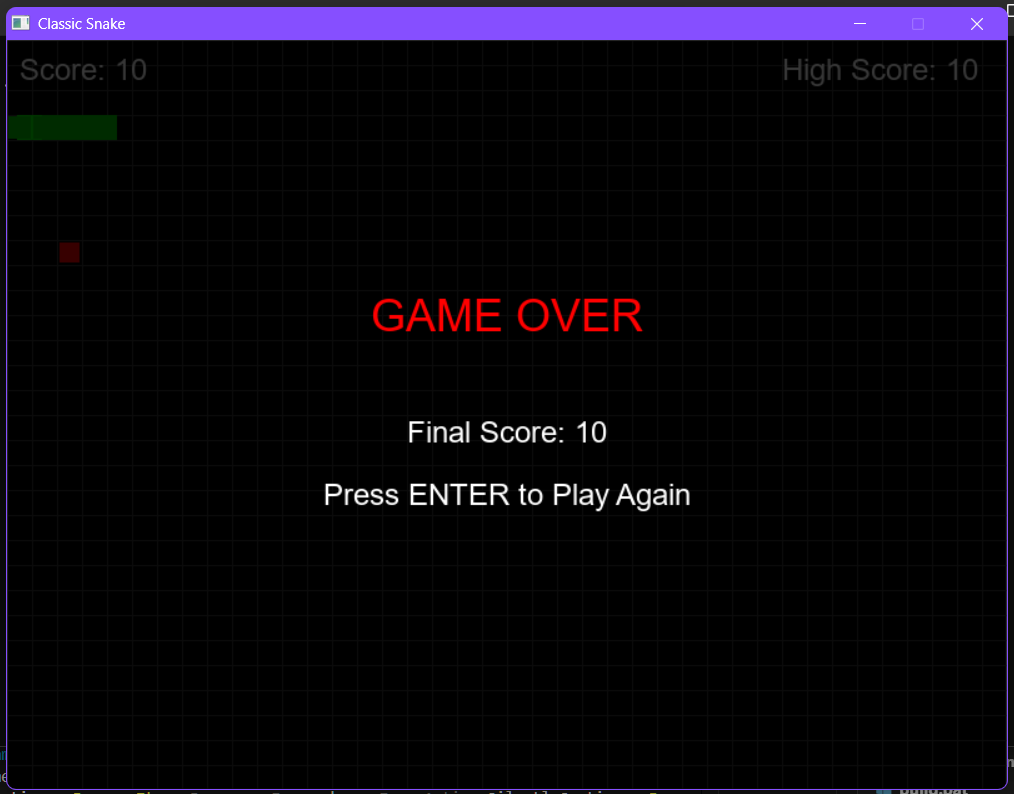 Classic Snake
Score: 10
High Score: 10
GAME OVER
Final Score: 10
Press ENTER to Play Again